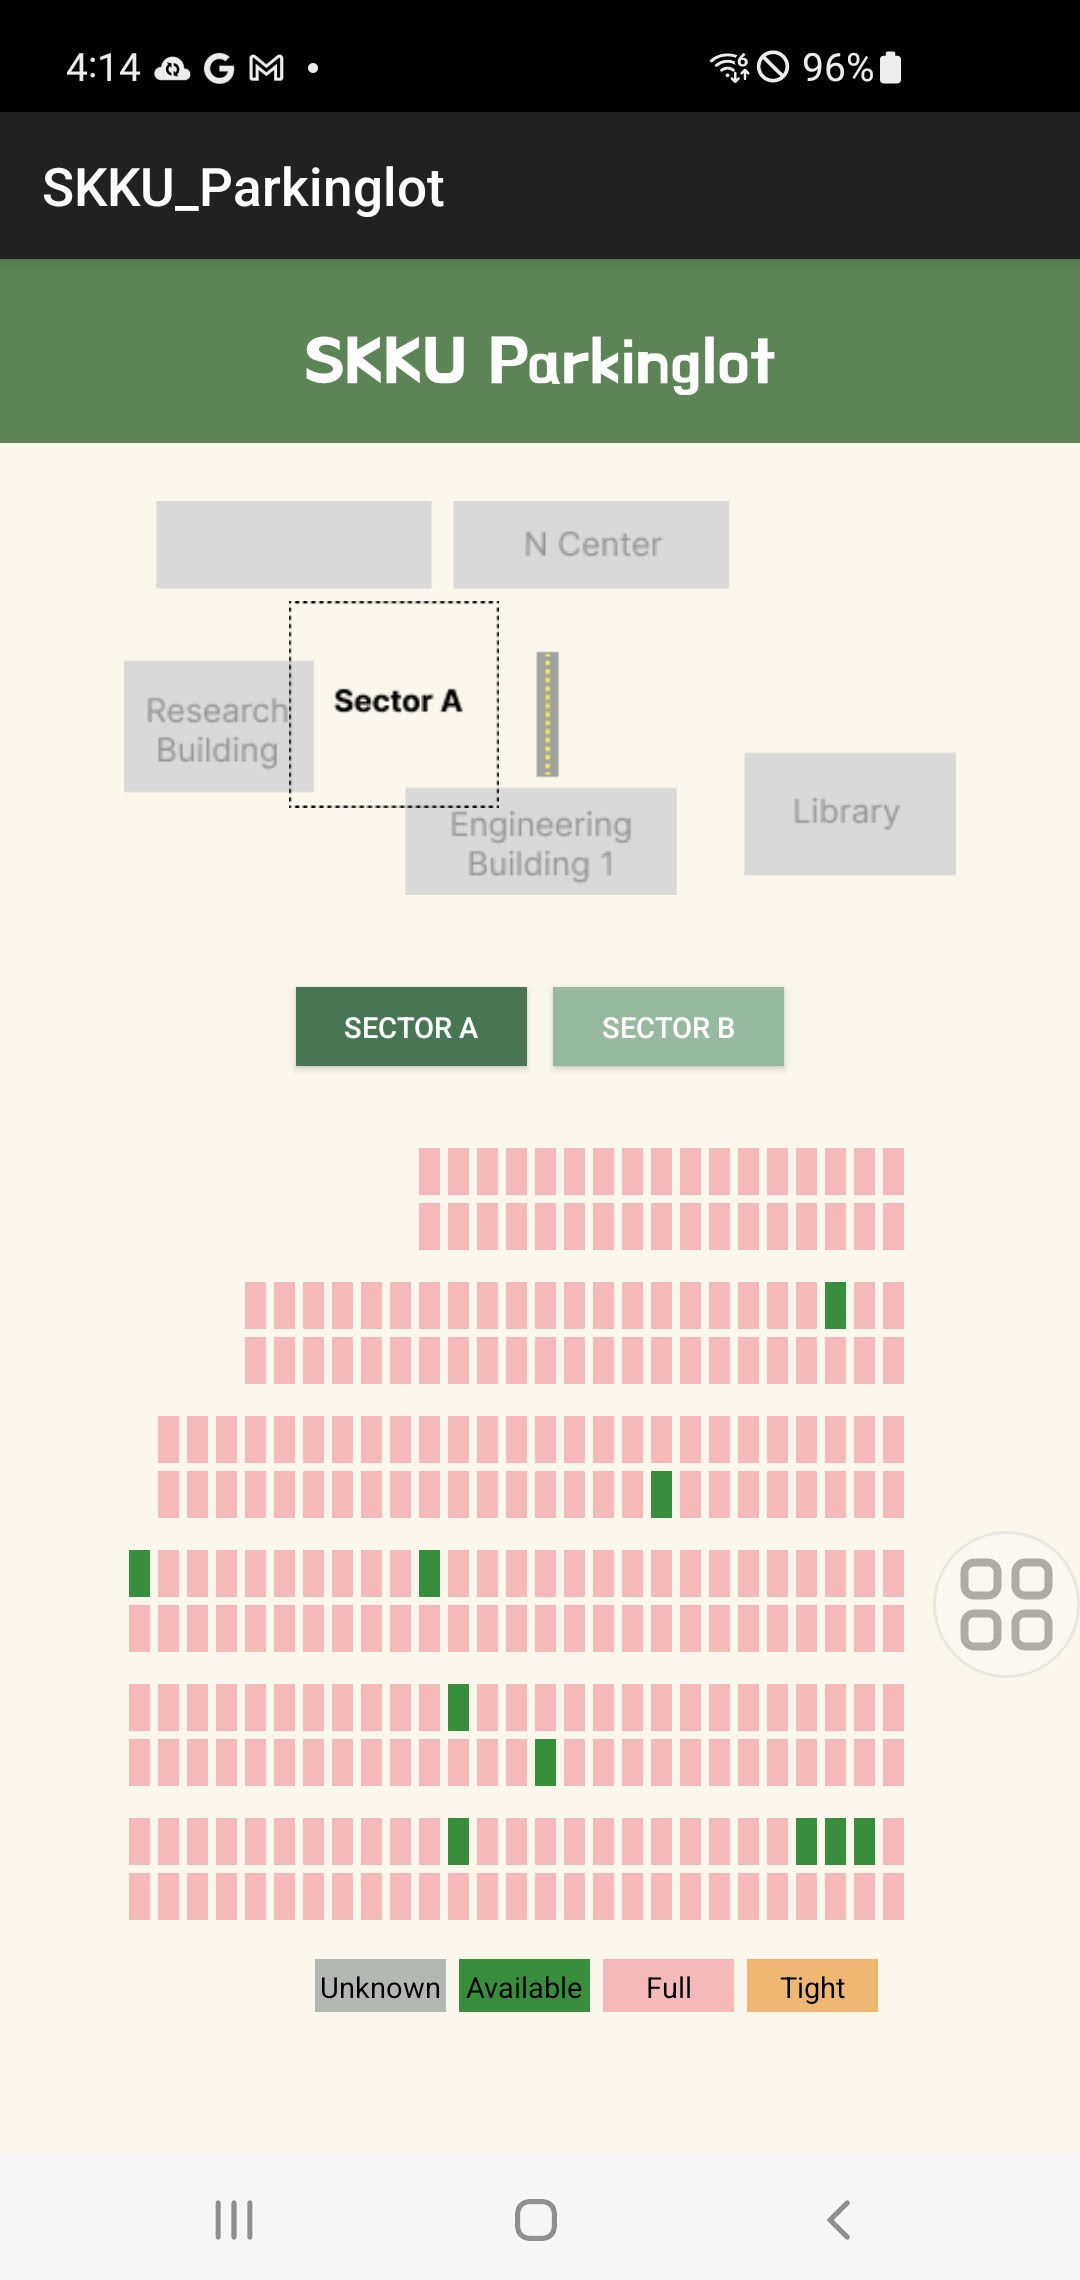 4:14
96%
SKKU_Parkinglot
SKKU Parkinglot
N Center
Research
Building
Sector A
Engineering
Building 1
Library
SECTOR A
SECTOR B
Unknown
Available
Full
Tight